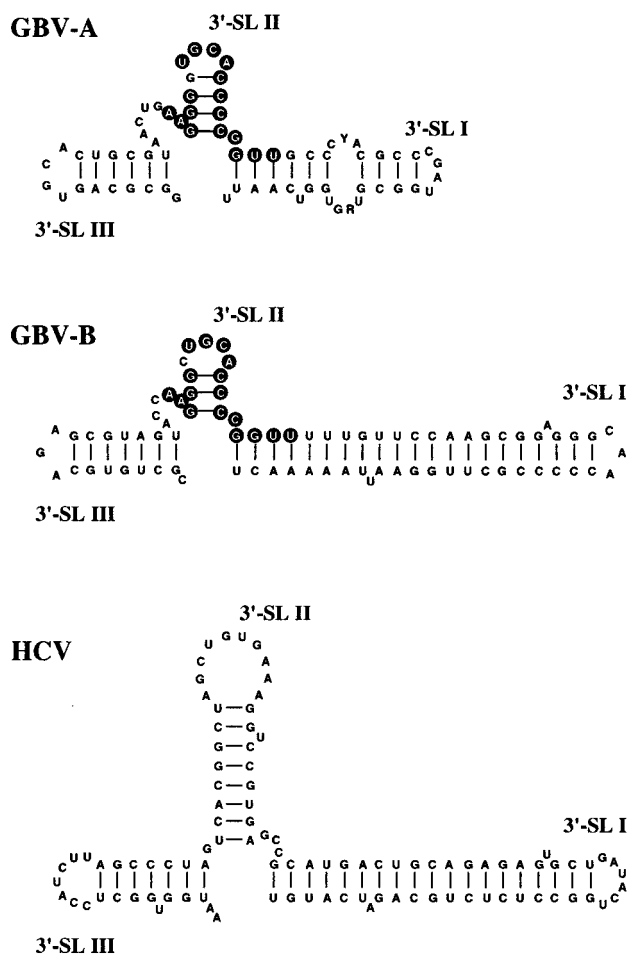 GBV-A
3'-SL II
U G C A
G C
G C
U G A G C
C A G C G
A C U G C G A U G U U G C C Y A C G C C C G
3'-SL I
C A
G U G A C G C G G U U A A C U G G U G R U G C G G U
3'-SL III
GBV-B
3'-SL II
C U G C A
G C
C A A G C
C G C C
3'-SL I
A G C G U A G A U G G U U U U G U U C C A A G C G G A G G G C
G A
A C G U G U C G C U C A A A A A U A A G G U U C G C C C C C A
3'-SL III
HCV
3'-SL II
U G U G
C A
G A
A A
U G
C U C
G C
G G
C U
A G
C G
U A G C C
3'-SL I
C U U A G C C C U A G G C A U G A C U G C A G A G A G U G C U G A
U A U
A C C U C G G U G G U A A U G U A C U A G A C G U C U C U C C G G U C A
3'-SL III